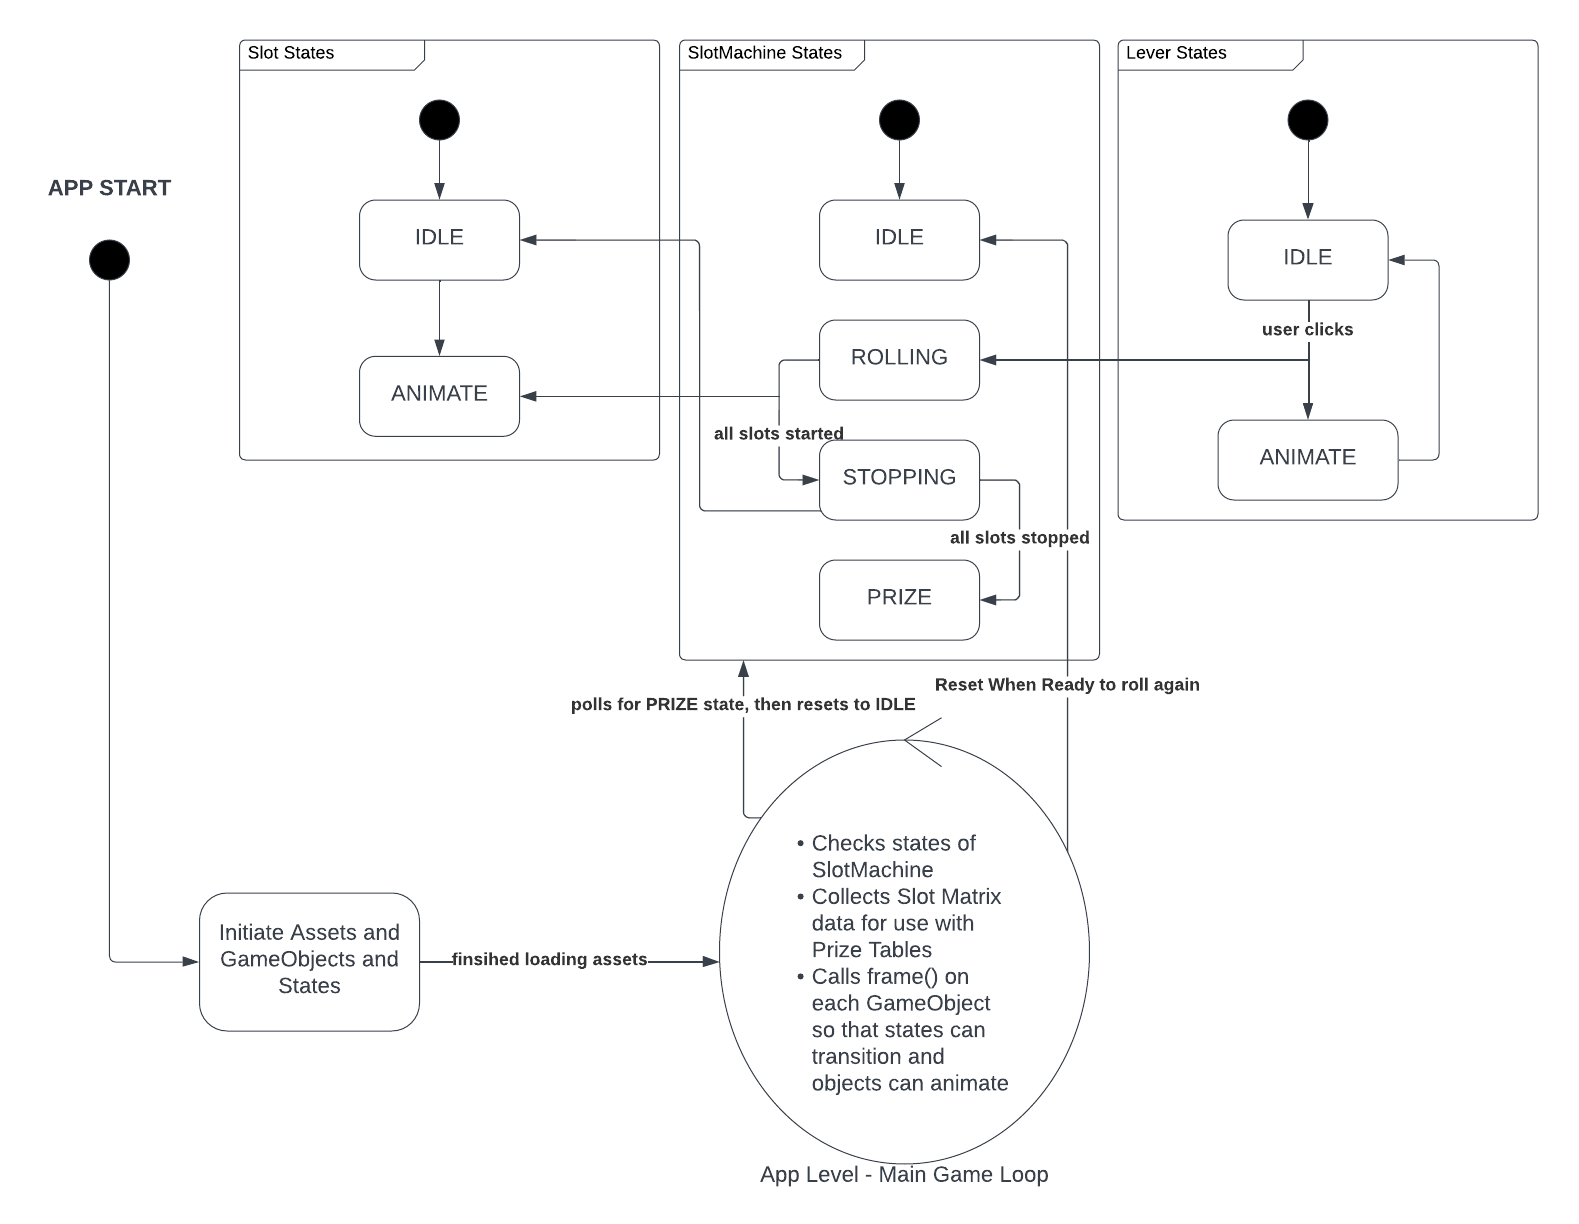 Slot States
SlotMachine States
Lever States
APP START
IDLE
ANIMATE
IDLE
ROLLING
all slots started
STOPPING
all slots stopped
PRIZE
IDLE
user clicks
ANIMATE
Reset When Ready to roll again
polls for PRIZE state, then resets to IDLE
Initiate Assets and
GameObjects and
States
finsihed loading assets
• Checks states of
SlotMachine
• Collects Slot Matrix
data for use with
Prize Tables
• Calls frame() on
each GameObject
so that states can
transition and
objects can animate
App Level - Main Game Loop